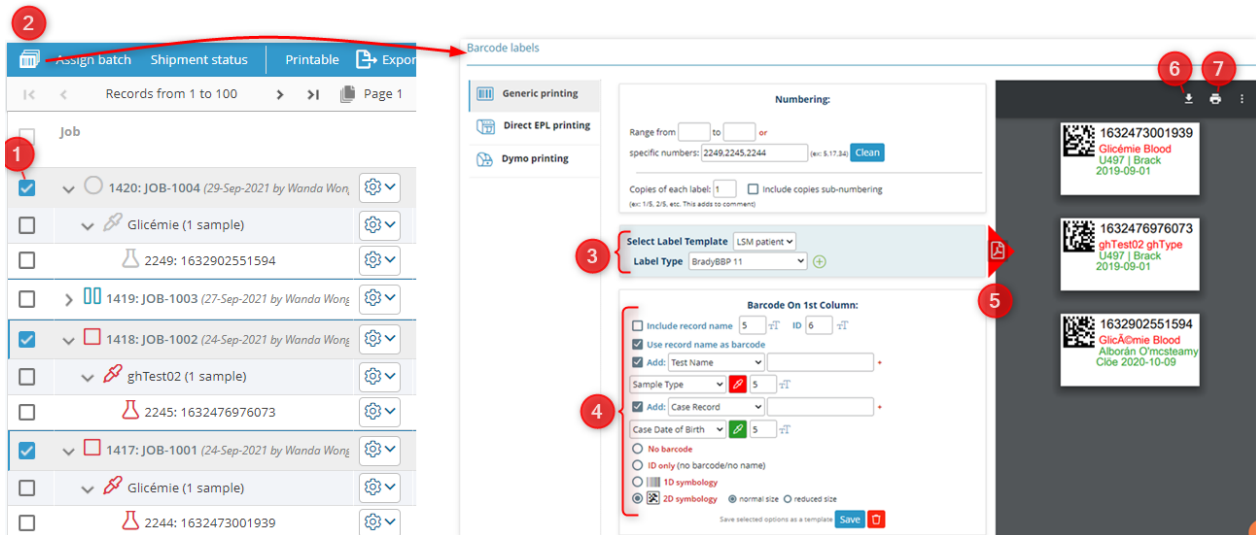 2
Assign batch Shipment status Printable Expor
Records from 1 to 100 Page 1
Job
1
1420: JOB-1004 (29-Sep-2021 by Wanda Wong
Glicémie (1 sample)
2249: 1632902551594
1419: JOB-1003 (27-Sep-2021 by Wanda Wong
1418: JOB-1002 (24-Sep-2021 by Wanda Wong
ghTest02 (1 sample)
2245: 1632476976073
1417: JOB-1001 (24-Sep-2021 by Wanda Wong
Glicémie (1 sample)
2244: 1632473001939
Barcode labels
Generic printing
Direct EPL printing
Dymo printing
Numbering:
Range from to or
specific numbers: 2249,2245,2244 (ex: 5,17,34) Clean
Copies of each label: 1 Include copies sub-numbering
(ex: 1/5, 2/5, etc. This adds to comment)
3
Select Label Template LSM patient
Label Type BradyBBP 11
5
4
Barcode On 1st Column:
Include record name 5 ID 6
Use record name as barcode
Add: Test Name *
Sample Type 5
Add: Case Record *
Case Date of Birth 5
No barcode
ID only (no barcode/no name)
1D symbology
2D symbology normal size reduced size
Save selected options as a template Save
6 7
1632473001939
Glicémie Blood
U497 | Brack
2019-09-01
1632476976073
ghTest02 ghType
U497 | Brack
2019-09-01
1632902551594
GlicÃ©mie Blood
Alborán O'mcsteamy
Clöe 2020-10-09